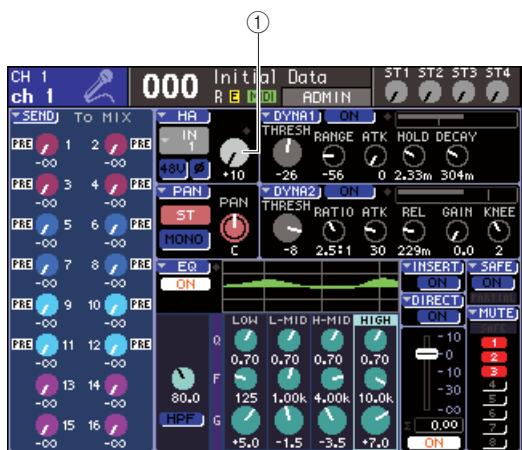 1
CH 1
ch 1
000
Initial Data
R E MIDI ADMIN
ST1 ST2 ST3 ST4
SEND To MIX
PRE 1 2 PRE
-∞ -∞
PRE 3 4 PRE
-∞ -∞
PRE 5 6 PRE
-∞ -∞
PRE 7 8 PRE
-∞ -∞
PRE 9 10 PRE
-∞ -∞
PRE 11 12 PRE
-∞ -∞
13 14
-∞ -∞
15 16
-∞ -∞
HA
IN
1
48V Ø
+10
PAN
ST
MONO
PAN
C
DYNA1 ON
THRESH RANGE ATK HOLD DECAY
-26 -56 0 2.33m 304m
DYNA2 ON
THRESH RATIO ATK REL GAIN KNEE
-8 2.5:1 30 229m 0.0 2
EQ
ON
LOW L-MID H-MID HIGH
Q 0.70 0.70 0.70 0.70
F 125 1.00k 4.00k 10.0k
G +5.0 -1.5 -3.5 +7.0
80.0
HPF
INSERT
ON
DIRECT
ON
10
0
-10
-30
-∞
Σ 0.00
ON
SAFE
ON
PARTIAL
MUTE
SAFE
1
2
3
4
5
6
7
8